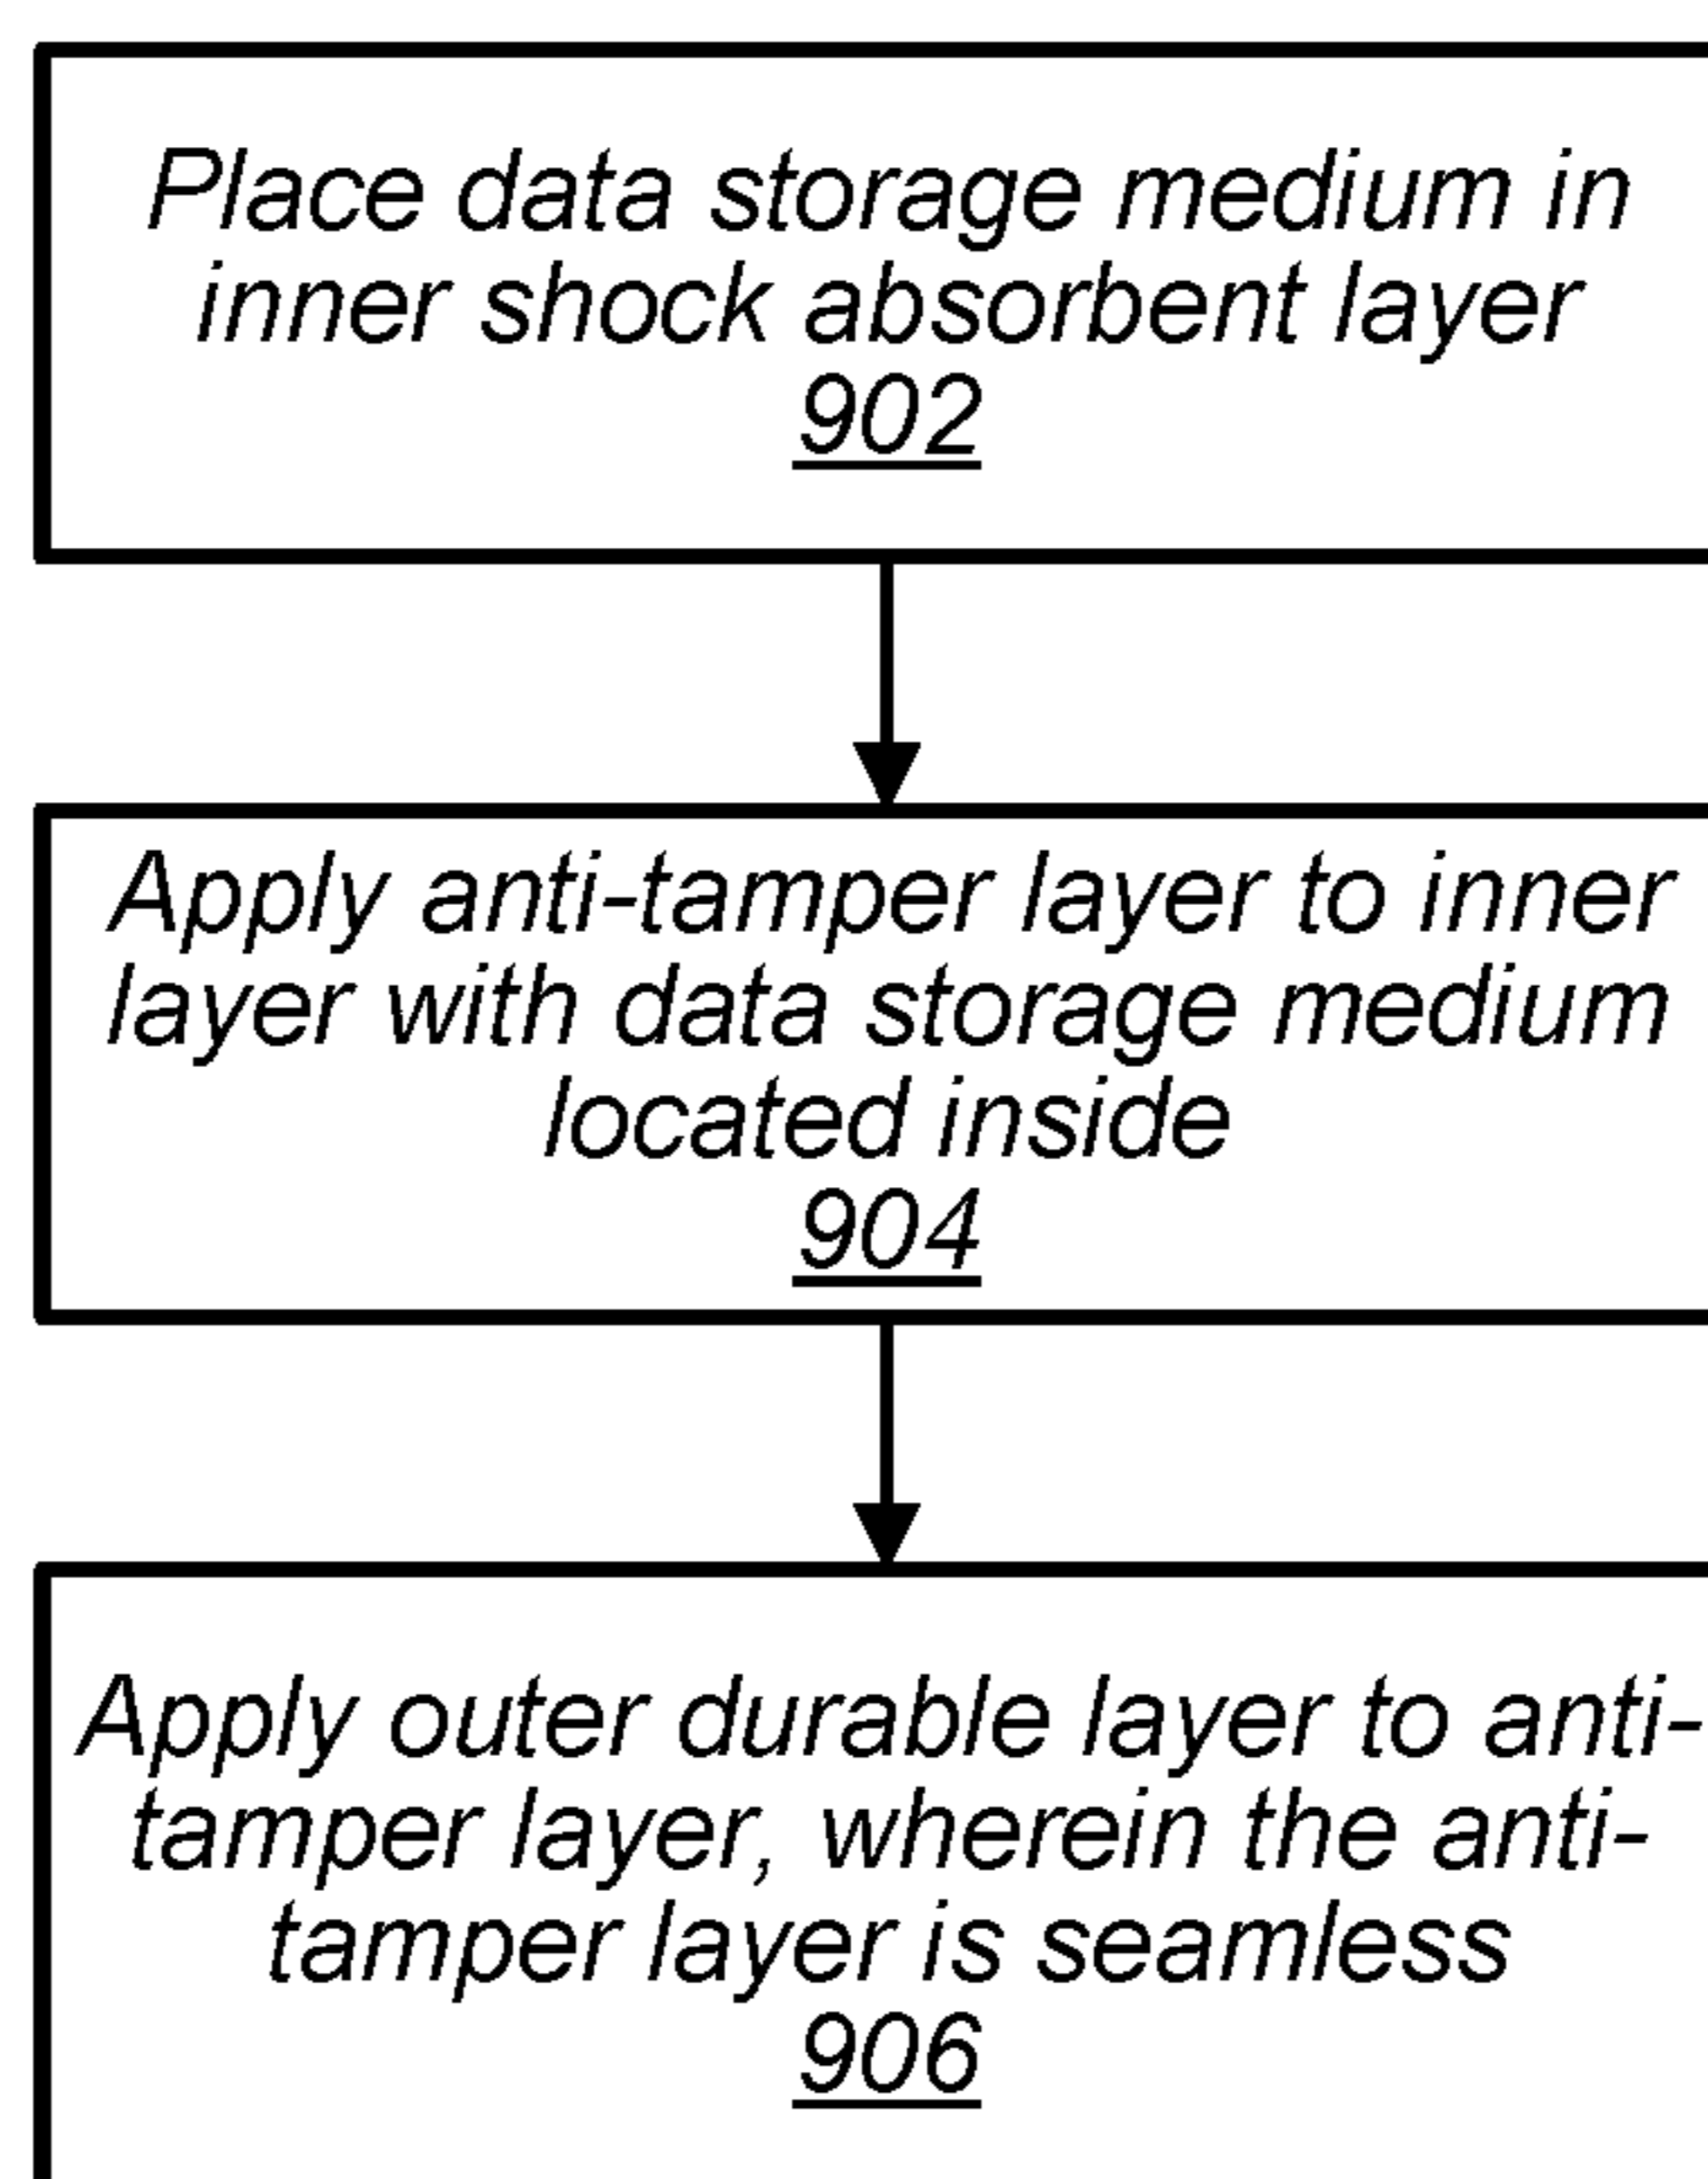 Place data storage medium in
inner shock absorbent layer
902
Apply anti-tamper layer to inner
layer with data storage medium
located inside
904
Apply outer durable layer to anti-
tamper layer, wherein the anti-
tamper layer is seamless
906